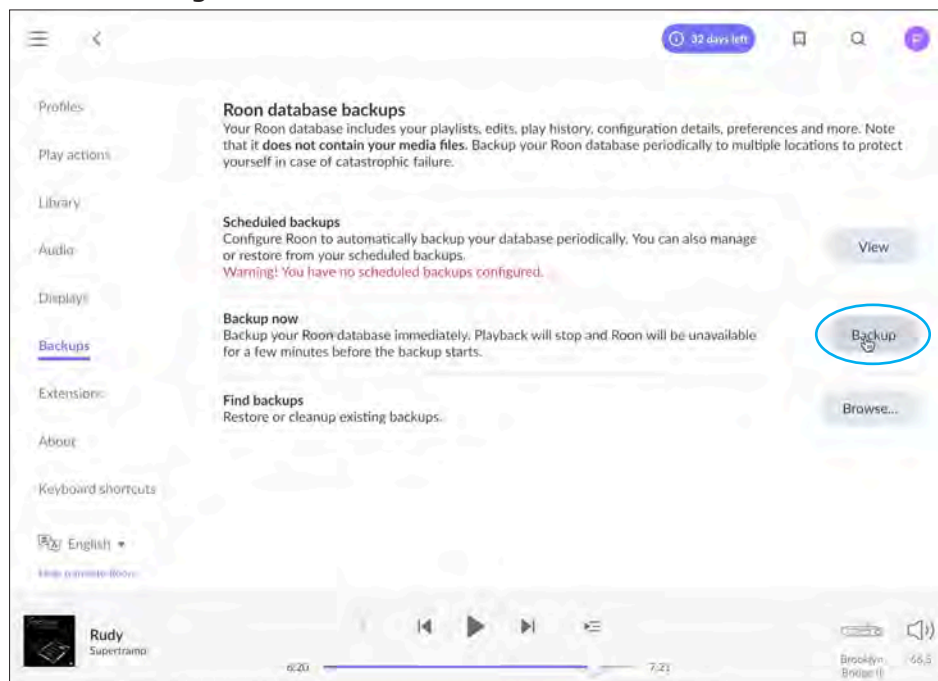 32 days left
Profiles
Play actions
Library
Audio
Displays
Backups
Extensions
About
Keyboard shortcuts
English
Roon database backups
Your Roon database includes your playlists, edits, play history, configuration details, preferences and more. Note
that it does not contain your media files. Backup your Roon database periodically to multiple locations to protect
yourself in case of catastrophic failure.
Scheduled backups
Configure Roon to automatically backup your database periodically. You can also manage
or restore from your scheduled backups.
Warning! You have no scheduled backups configured.
View
Backup now
Backup your Roon database immediately. Playback will stop and Roon will be unavailable
for a few minutes before the backup starts.
Backup
Find backups
Restore or cleanup existing backups.
Browse...
Rudy
Supertramp
6:20
7:21
Brooklyn
Bridge II